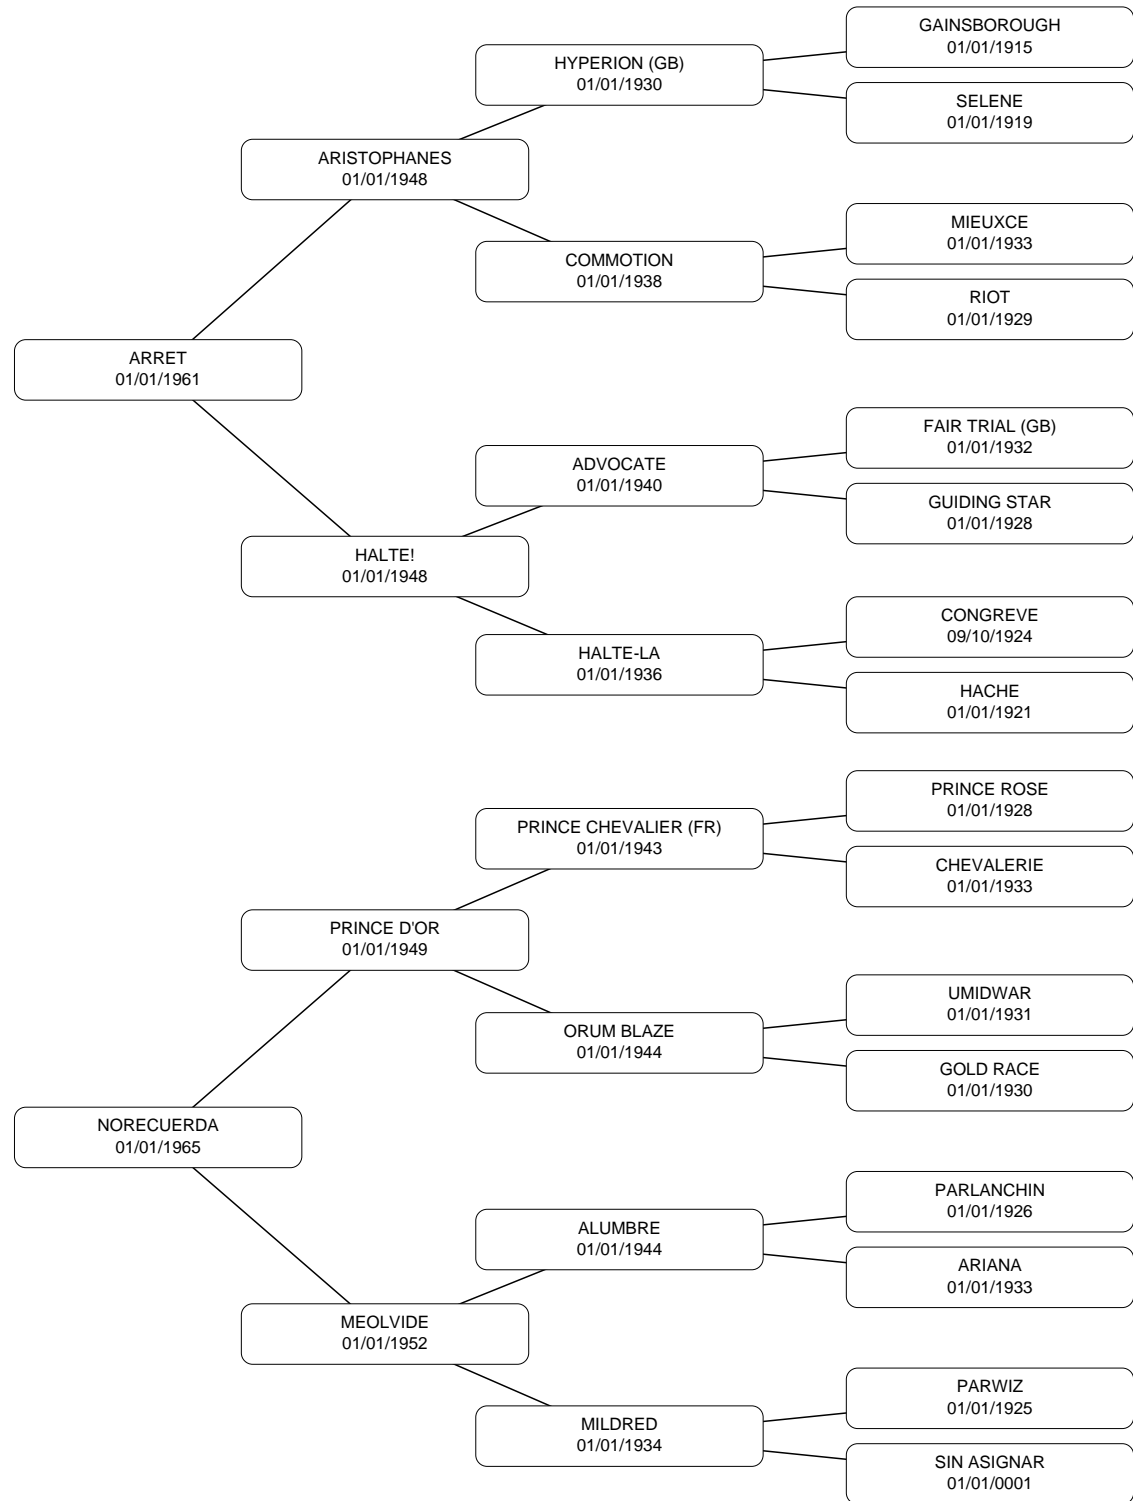 GAINSBOROUGH
01/01/1915
HYPERION (GB)
01/01/1930
SELENE
01/01/1919
ARISTOPHANES
01/01/1948
MIEUXCE
01/01/1933
COMMOTION
01/01/1938
RIOT
01/01/1929
ARRET
01/01/1961
FAIR TRIAL (GB)
01/01/1932
ADVOCATE
01/01/1940
GUIDING STAR
01/01/1928
HALTE!
01/01/1948
CONGREVE
09/10/1924
HALTE-LA
01/01/1936
HACHE
01/01/1921
PRINCE ROSE
01/01/1928
PRINCE CHEVALIER (FR)
01/01/1943
CHEVALERIE
01/01/1933
PRINCE D'OR
01/01/1949
UMIDWAR
01/01/1931
ORUM BLAZE
01/01/1944
GOLD RACE
01/01/1930
NORECUERDA
01/01/1965
PARLANCHIN
01/01/1926
ALUMBRE
01/01/1944
ARIANA
01/01/1933
MEOLVIDE
01/01/1952
PARWIZ
01/01/1925
MILDRED
01/01/1934
SIN ASIGNAR
01/01/0001